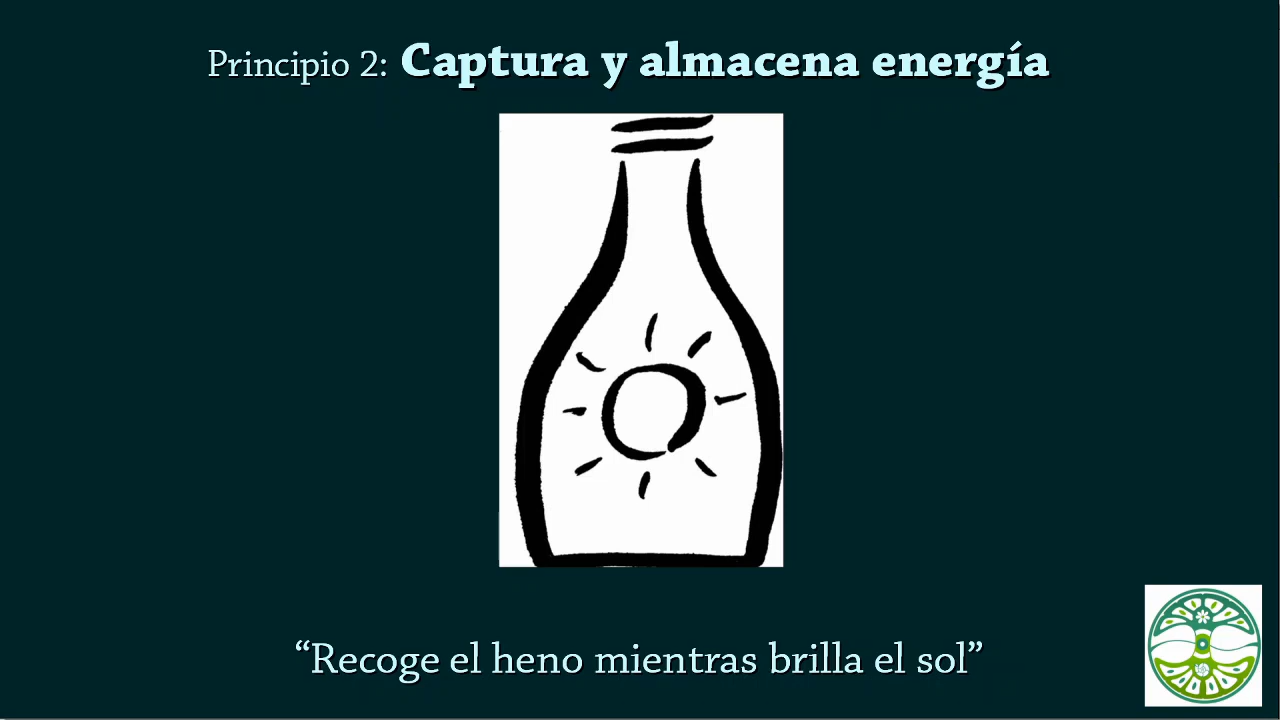 Principio 2: Captura y almacena energía
“Recoge el heno mientras brilla el sol”